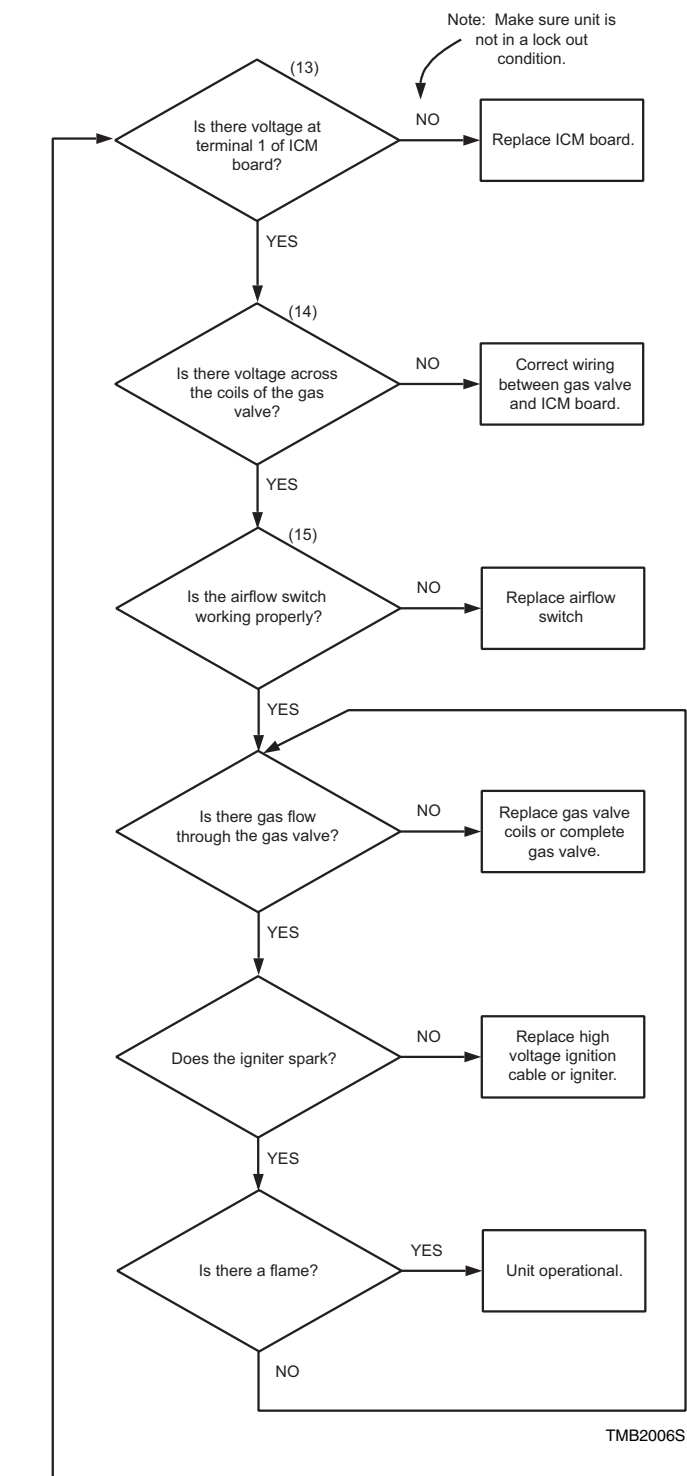 Note: Make sure unit is
not in a lock out
condition.
(13)
Is there voltage at
terminal 1 of ICM
board?
NO
Replace ICM board.
YES
(14)
Is there voltage across
the coils of the gas
valve?
NO
Correct wiring
between gas valve
and ICM board.
YES
(15)
Is the airflow switch
working properly?
NO
Replace airflow
switch
YES
Is there gas flow
through the gas valve?
NO
Replace gas valve
coils or complete
gas valve.
YES
Does the igniter spark?
NO
Replace high
voltage ignition
cable or igniter.
YES
Is there a flame?
YES
Unit operational.
NO
TMB2006S